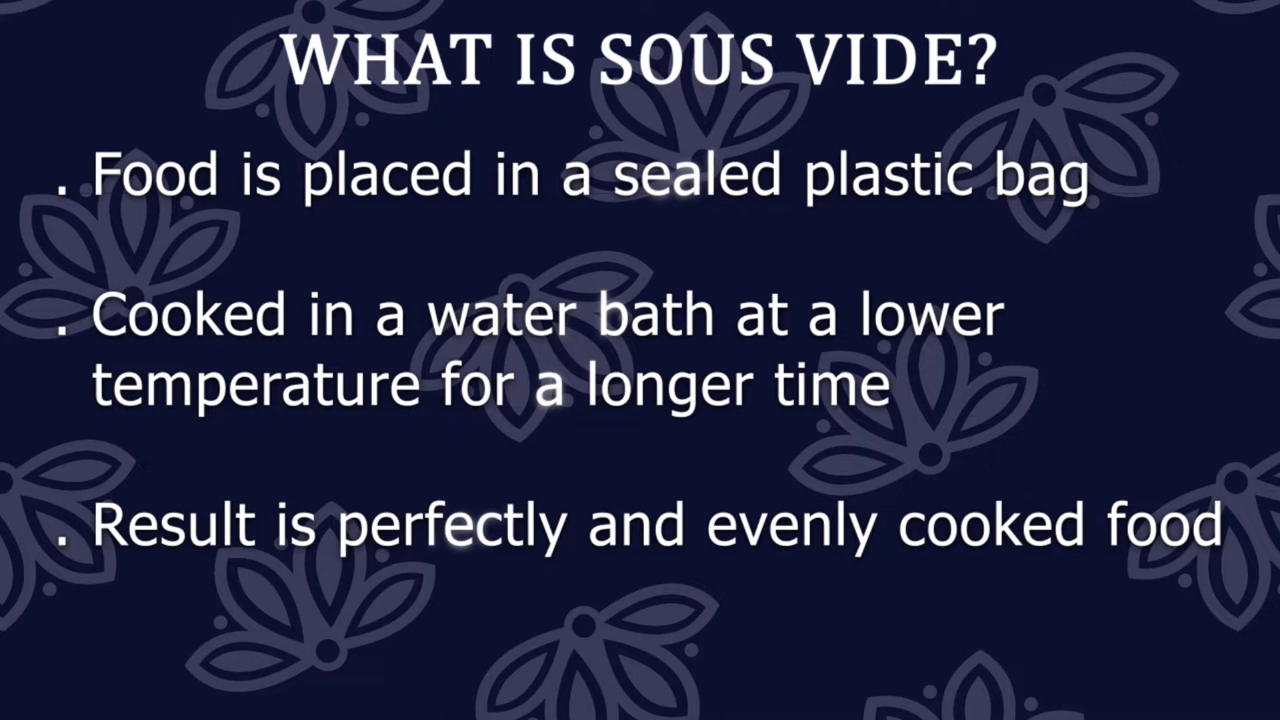 WHAT IS SOUS VIDE?
. Food is placed in a sealed plastic bag
. Cooked in a water bath at a lower
temperature for a longer time
. Result is perfectly and evenly cooked food